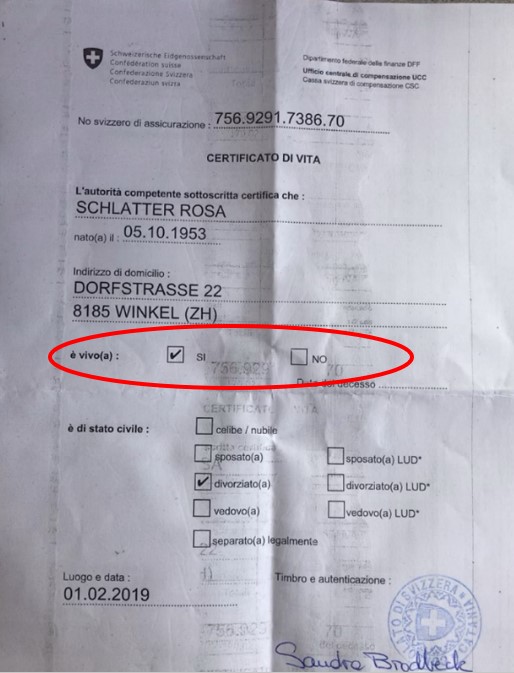 Schweizerische Eidgenossenschaft
Confédération suisse
Confederazione Svizzera
Confederaziun svizra
Dipartimento federale delle finanze DFF
Ufficio centrale di compensazione UCC
Cassa svizzera di compensazione CSC
No svizzero di assicurazione : 756.9291.7386.70
CERTIFICATO DI VITA
L'autorità competente sottoscritta certifica che :
SCHLATTER ROSA
nato(a) il : 05.10.1953
Indirizzo di domicilio :
DORFSTRASSE 22
8185 WINKEL (ZH)
è vivo(a) : SI NO
Data del decesso
è di stato civile : celibe / nubile
sposato(a) sposato(a) LUD*
divorziato(a) divorziato(a) LUD*
vedovo(a) vedovo(a) LUD*
separato(a) legalmente
Luogo e data : Timbro e autenticazione :
01.02.2019
Sandra Brodbeck